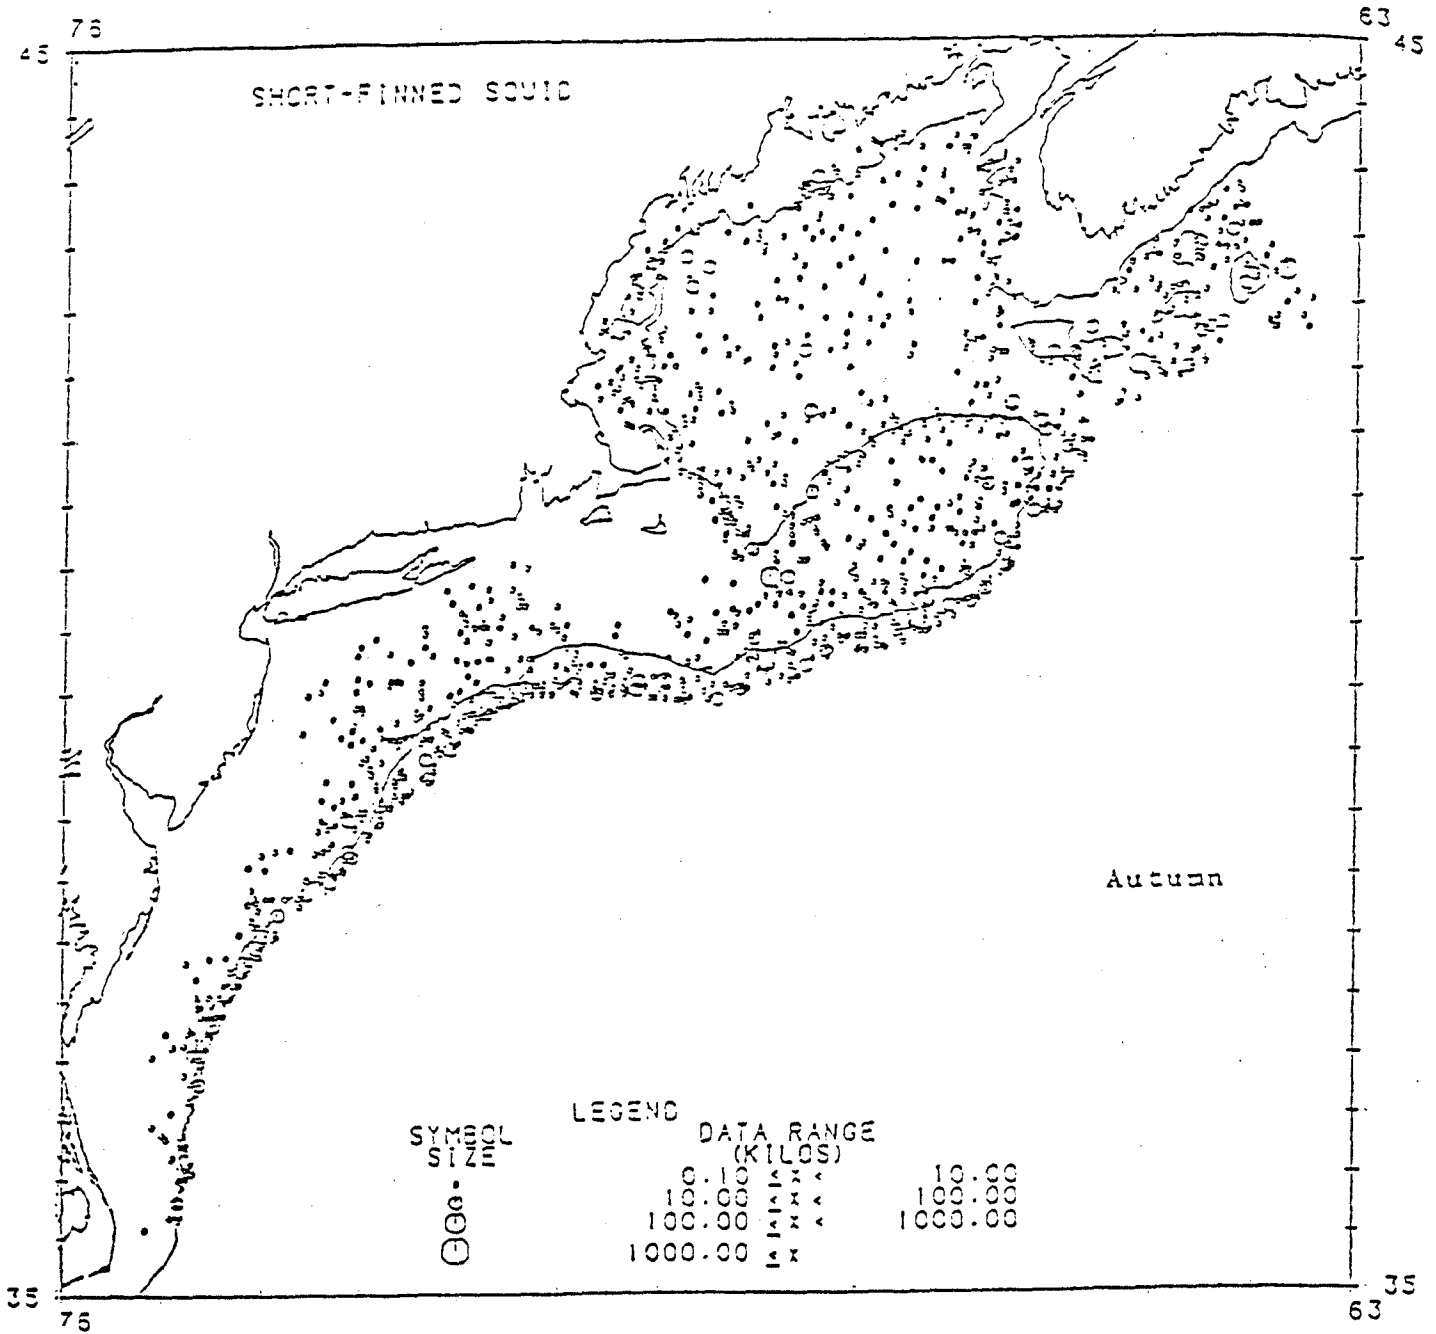 76 63
45 45
SHORT-FINNED SQUID
Autumn
LEGEND
SYMBOL SIZE
DATA RANGE (KILOS)
0.10 ≤ x < 10.00
10.00 ≤ x < 100.00
100.00 ≤ x < 1000.00
1000.00 ≤ x
35 35
76 63